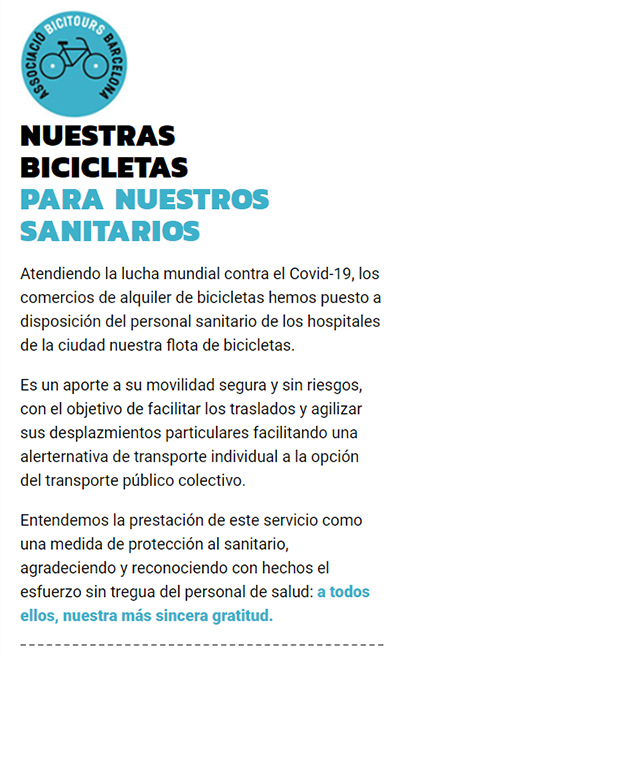 ASSOCIACIÓ BICITOURS BARCELONA
NUESTRAS
BICICLETAS
PARA NUESTROS
SANITARIOS
Atendiendo la lucha mundial contra el Covid-19, los
comercios de alquiler de bicicletas hemos puesto a
disposición del personal sanitario de los hospitales
de la ciudad nuestra flota de bicicletas.
Es un aporte a su movilidad segura y sin riesgos,
con el objetivo de facilitar los traslados y agilizar
sus desplazmientos particulares facilitando una
alerternativa de transporte individual a la opción
del transporte público colectivo.
Entendemos la prestación de este servicio como
una medida de protección al sanitario,
agradeciendo y reconociendo con hechos el
esfuerzo sin tregua del personal de salud: a todos
ellos, nuestra más sincera gratitud.